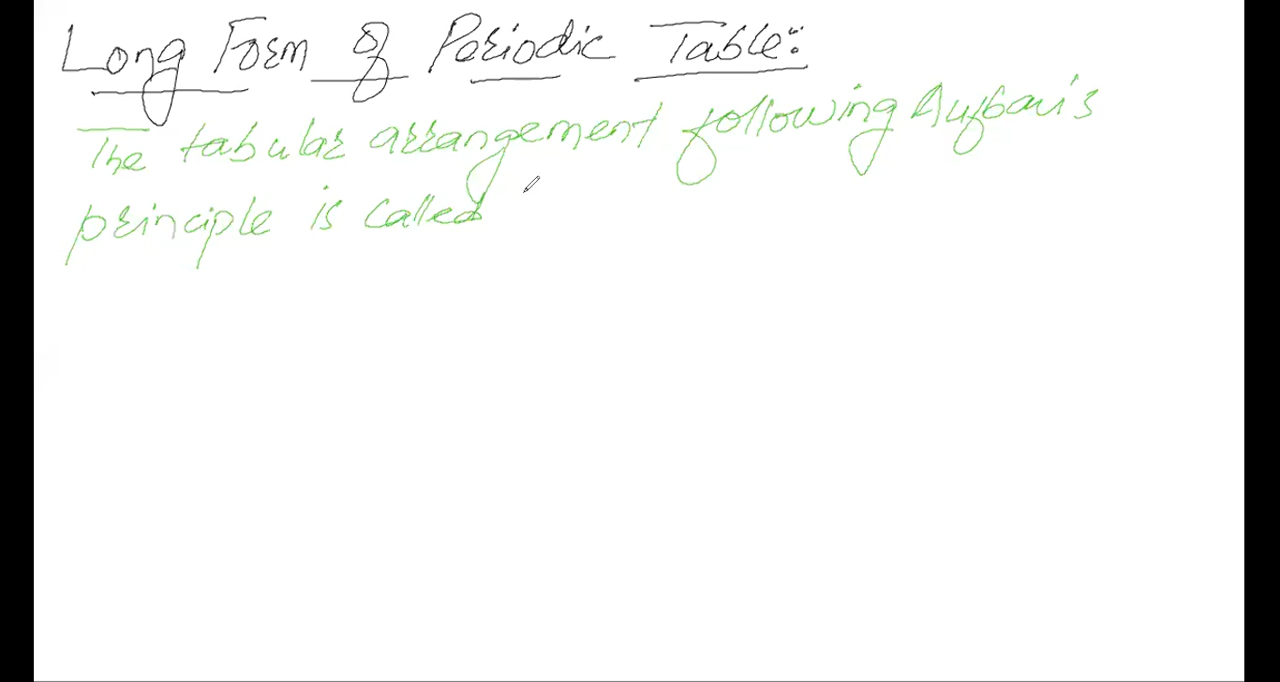 Long Form of Periodic Table:
The tabular arrangement following Aufbau's
principle is called